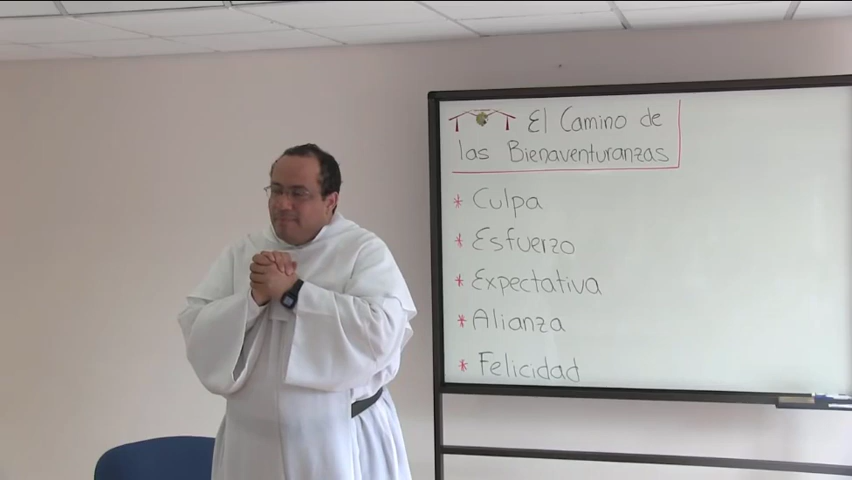 El Camino de
las Bienaventuranzas
* Culpa
* Esfuerzo
* Expectativa
* Alianza
* Felicidad